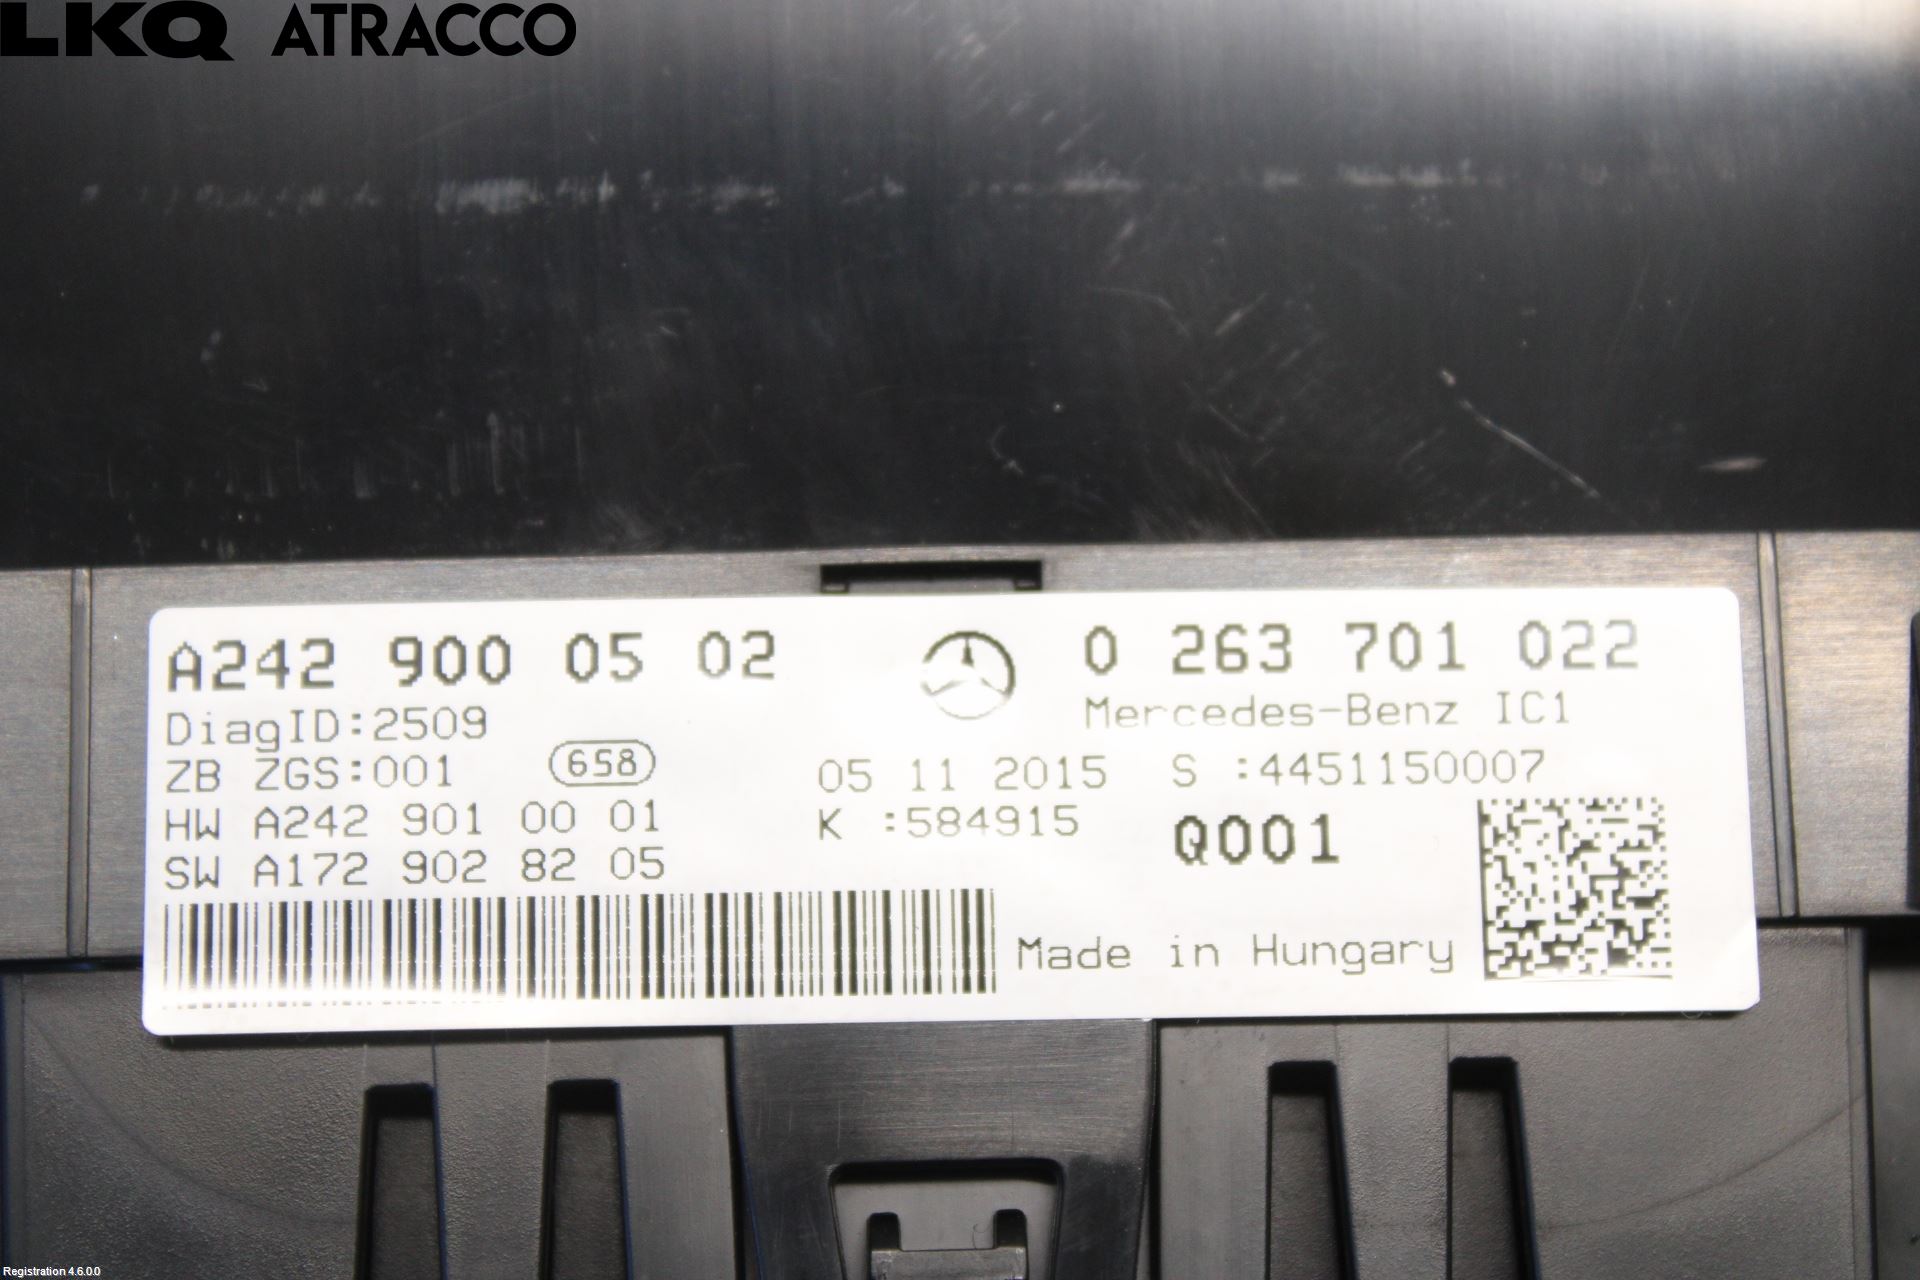 LKQ ATRACCO
A242 900 05 02
0 263 701 022
DiagID:2509
Mercedes-Benz IC1
ZB ZGS:001
658
05 11 2015
S :4451150007
HW A242 901 00 01
K :584915
Q001
SW A172 902 82 05
Made in Hungary
Registration 4.6.0.0